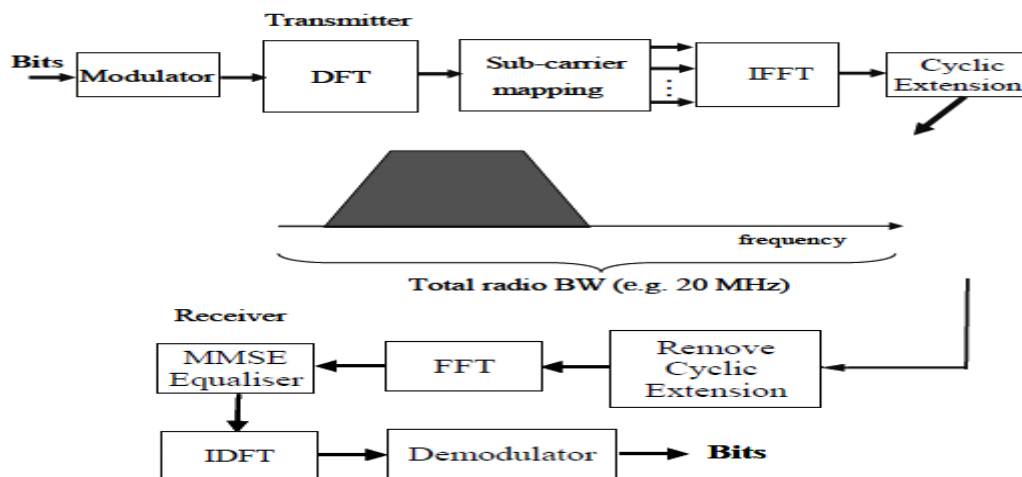 Transmitter
Bits
Modulator
DFT
Sub-carrier
mapping
IFFT
Cyclic
Extension
frequency
Total radio BW (e.g. 20 MHz)
Receiver
MMSE
Equaliser
FFT
Remove
Cyclic
Extension
IDFT
Demodulator
Bits